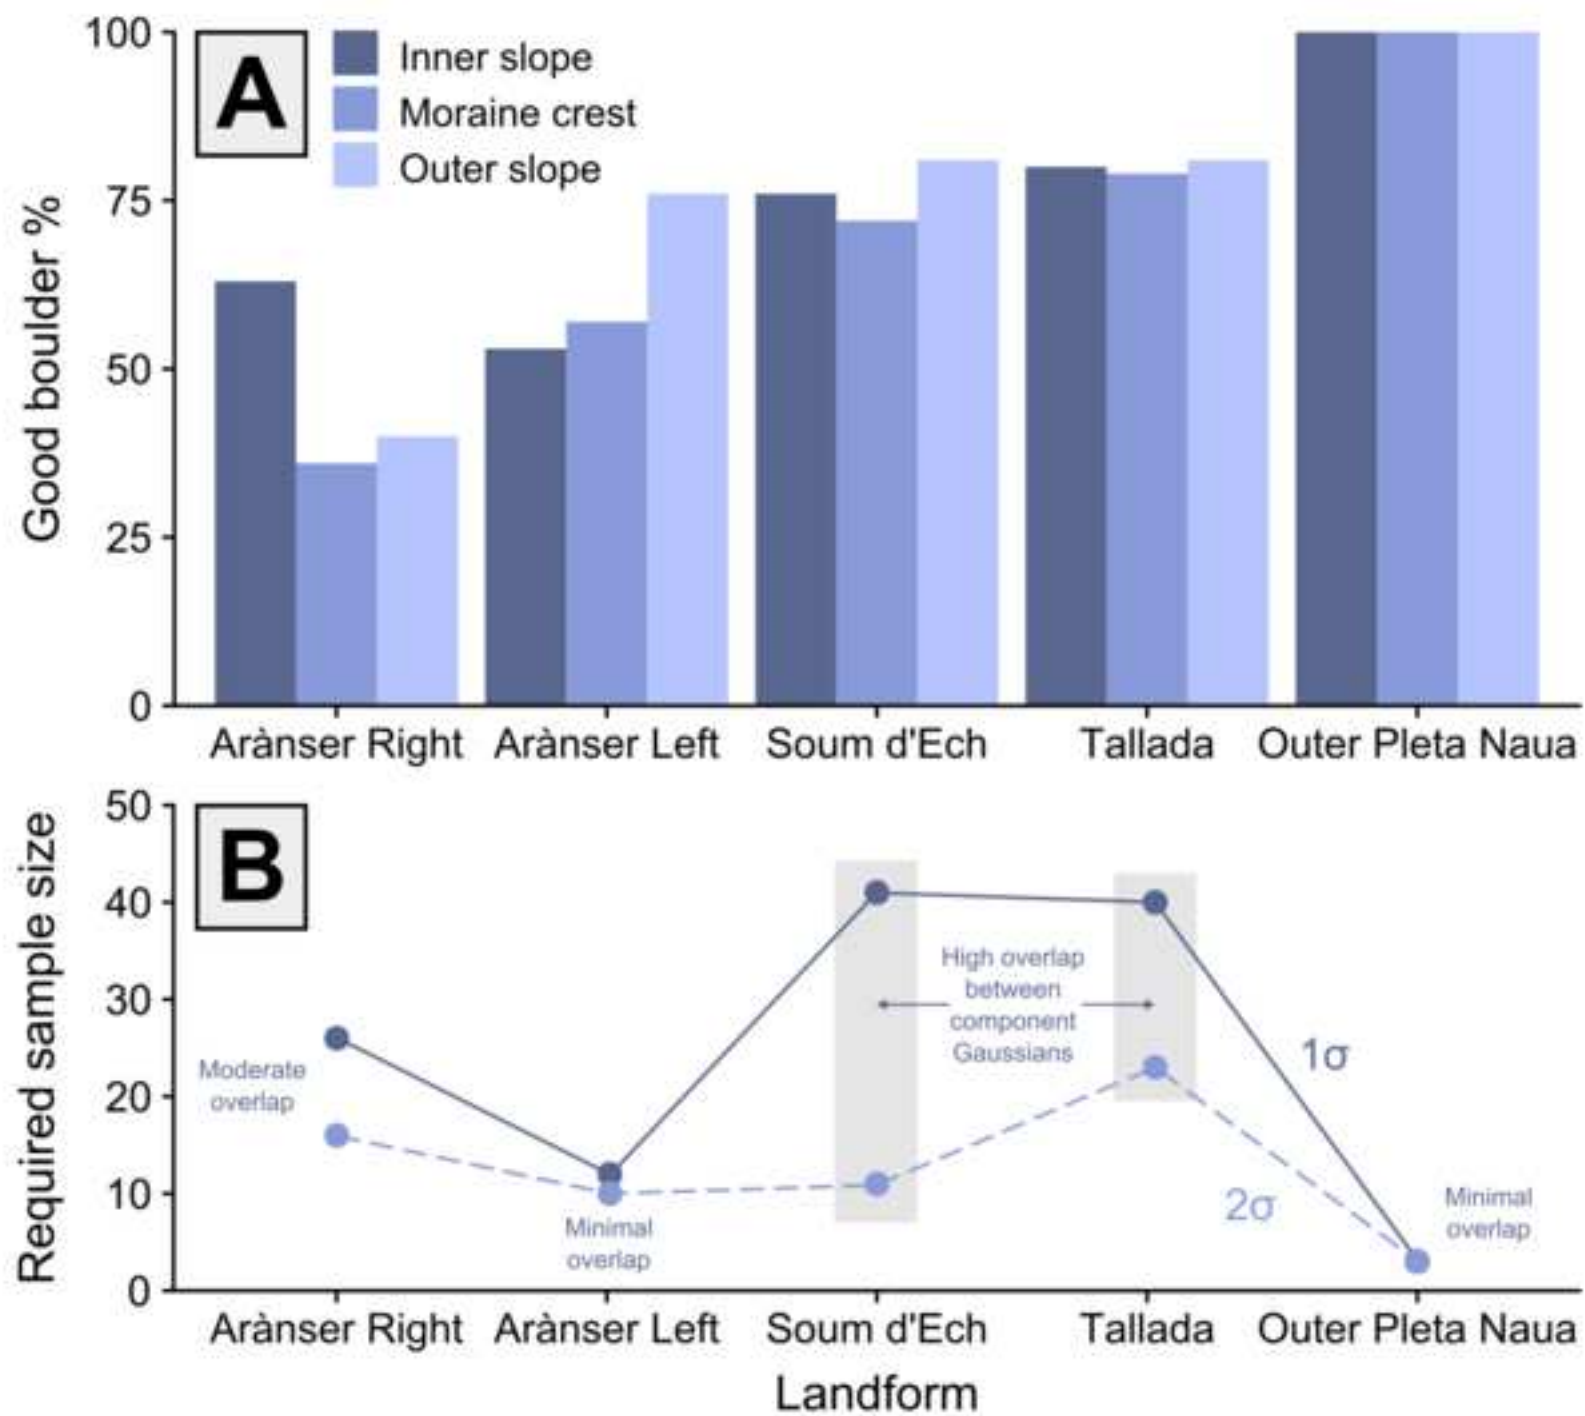 A
Inner slope
Moraine crest
Outer slope
Good boulder %
100
75
50
25
0
Arànser Right
Arànser Left
Soum d'Ech
Tallada
Outer Pleta Naua
B
Required sample size
50
40
30
20
10
0
Moderate
overlap
Minimal
overlap
High overlap
between
component
Gaussians
1σ
2σ
Minimal
overlap
Arànser Right
Arànser Left
Soum d'Ech
Tallada
Outer Pleta Naua
Landform